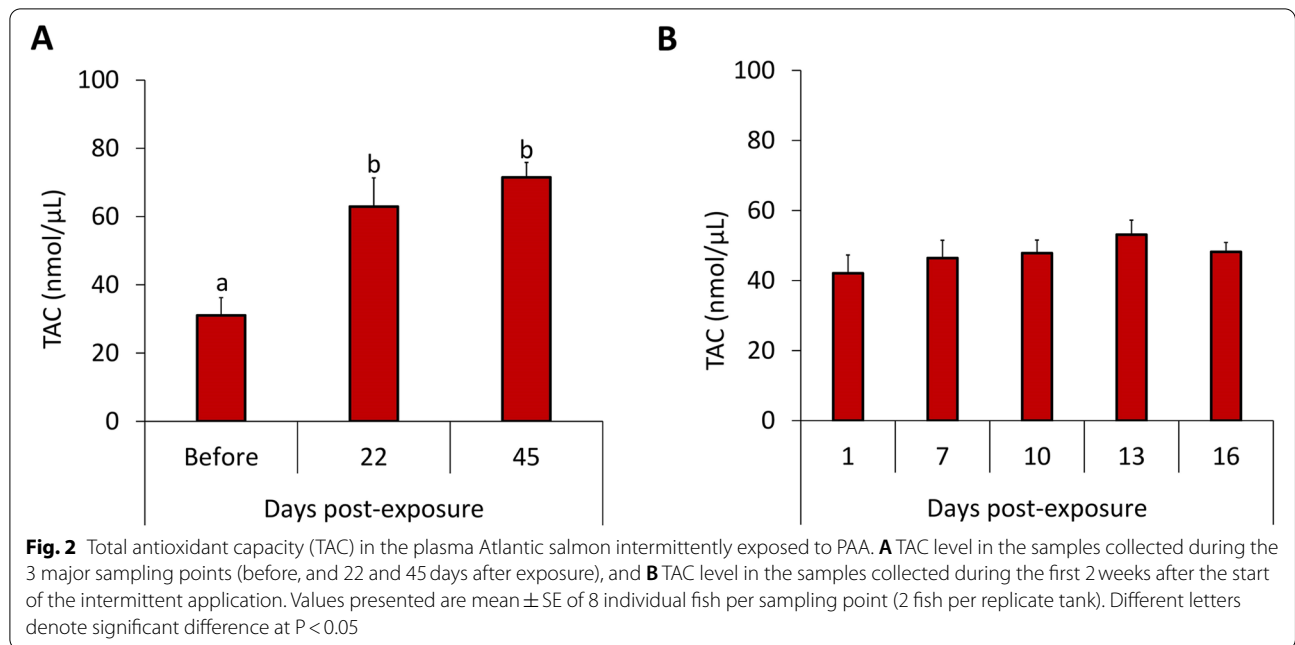 A
B
100
80
60
40
20
0
TAC (nmol/µL)
a
b
b
Before 22 45
Days post-exposure
100
80
60
40
20
0
TAC (nmol/µL)
1 7 10 13 16
Days post-exposure
Fig. 2 Total antioxidant capacity (TAC) in the plasma Atlantic salmon intermittently exposed to PAA. A TAC level in the samples collected during the
3 major sampling points (before, and 22 and 45 days after exposure), and B TAC level in the samples collected during the first 2 weeks after the start
of the intermittent application. Values presented are mean ± SE of 8 individual fish per sampling point (2 fish per replicate tank). Different letters
denote significant difference at P < 0.05